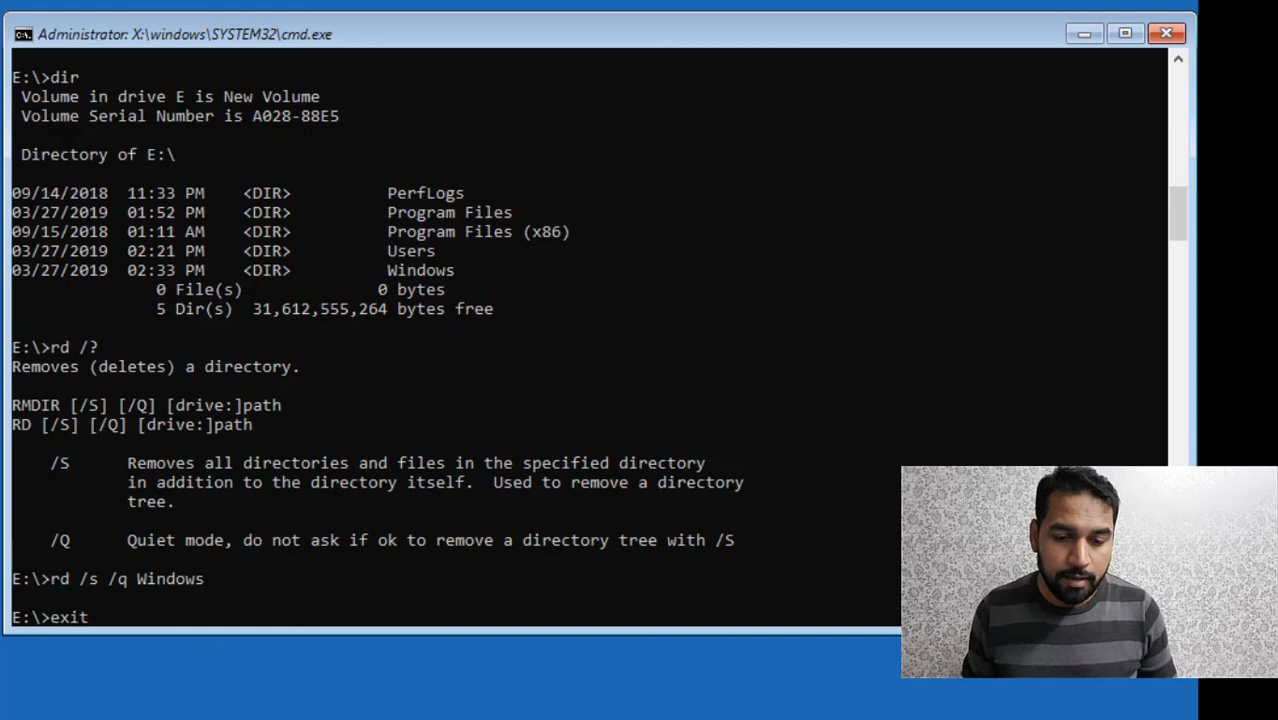 Administrator: X:\windows\SYSTEM32\cmd.exe
E:\>dir
Volume in drive E is New Volume
Volume Serial Number is A028-88E5
Directory of E:\
09/14/2018  11:33 PM    <DIR>          PerfLogs
03/27/2019  01:52 PM    <DIR>          Program Files
09/15/2018  01:11 AM    <DIR>          Program Files (x86)
03/27/2019  02:21 PM    <DIR>          Users
03/27/2019  02:33 PM    <DIR>          Windows
0 File(s)              0 bytes
5 Dir(s)  31,612,555,264 bytes free
E:\>rd /?
Removes (deletes) a directory.
RMDIR [/S] [/Q] [drive:]path
RD [/S] [/Q] [drive:]path
/S      Removes all directories and files in the specified directory
in addition to the directory itself.  Used to remove a directory
tree.
/Q      Quiet mode, do not ask if ok to remove a directory tree with /S
E:\>rd /s /q Windows
E:\>exit